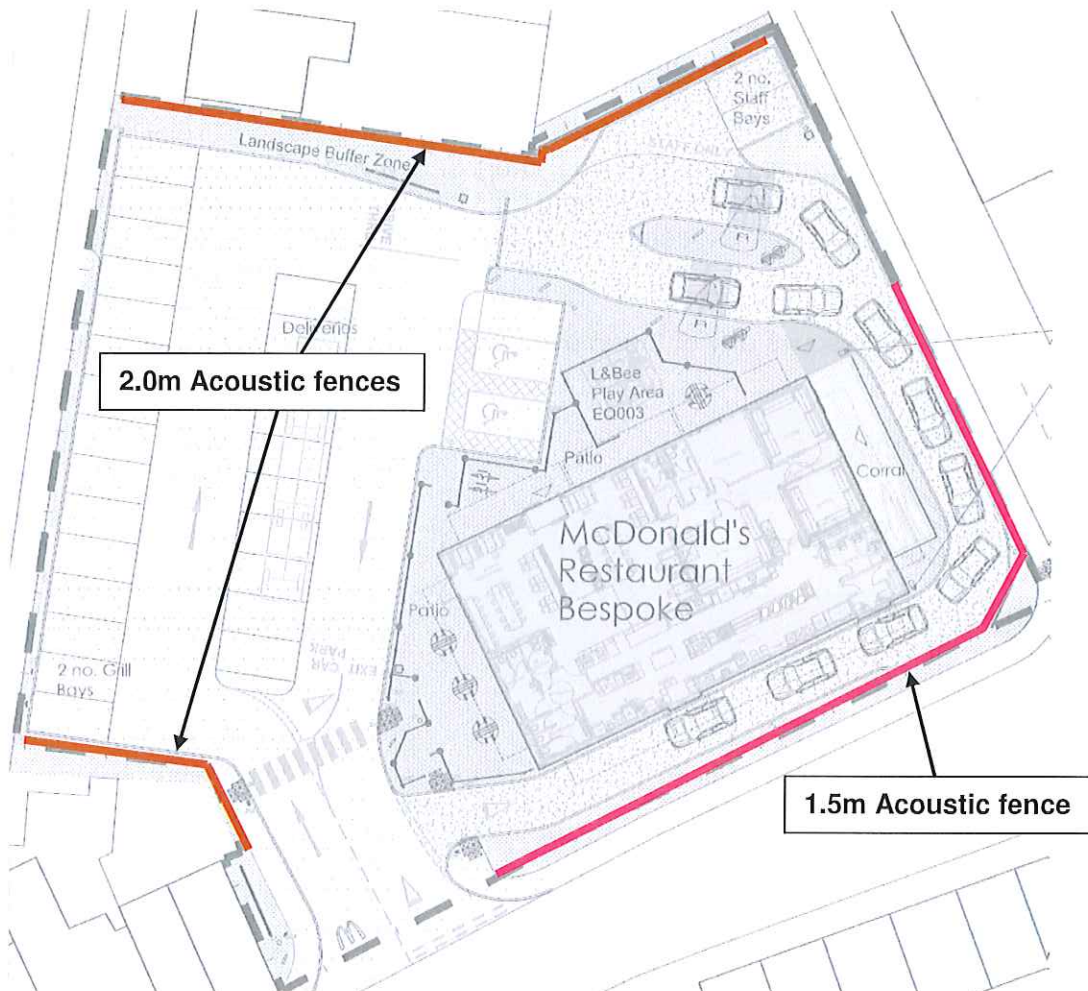 2 no.
Staff
Bays
STAFF ONLY
Landscape Buffer Zone
Deliveries
2.0m Acoustic fences
L&Bee
Play Area
EQ003
Patio
Corral
McDonald's
Restaurant
Bespoke
Patio
EXIT CAR
PARK
2 no. Grill
Bays
1.5m Acoustic fence